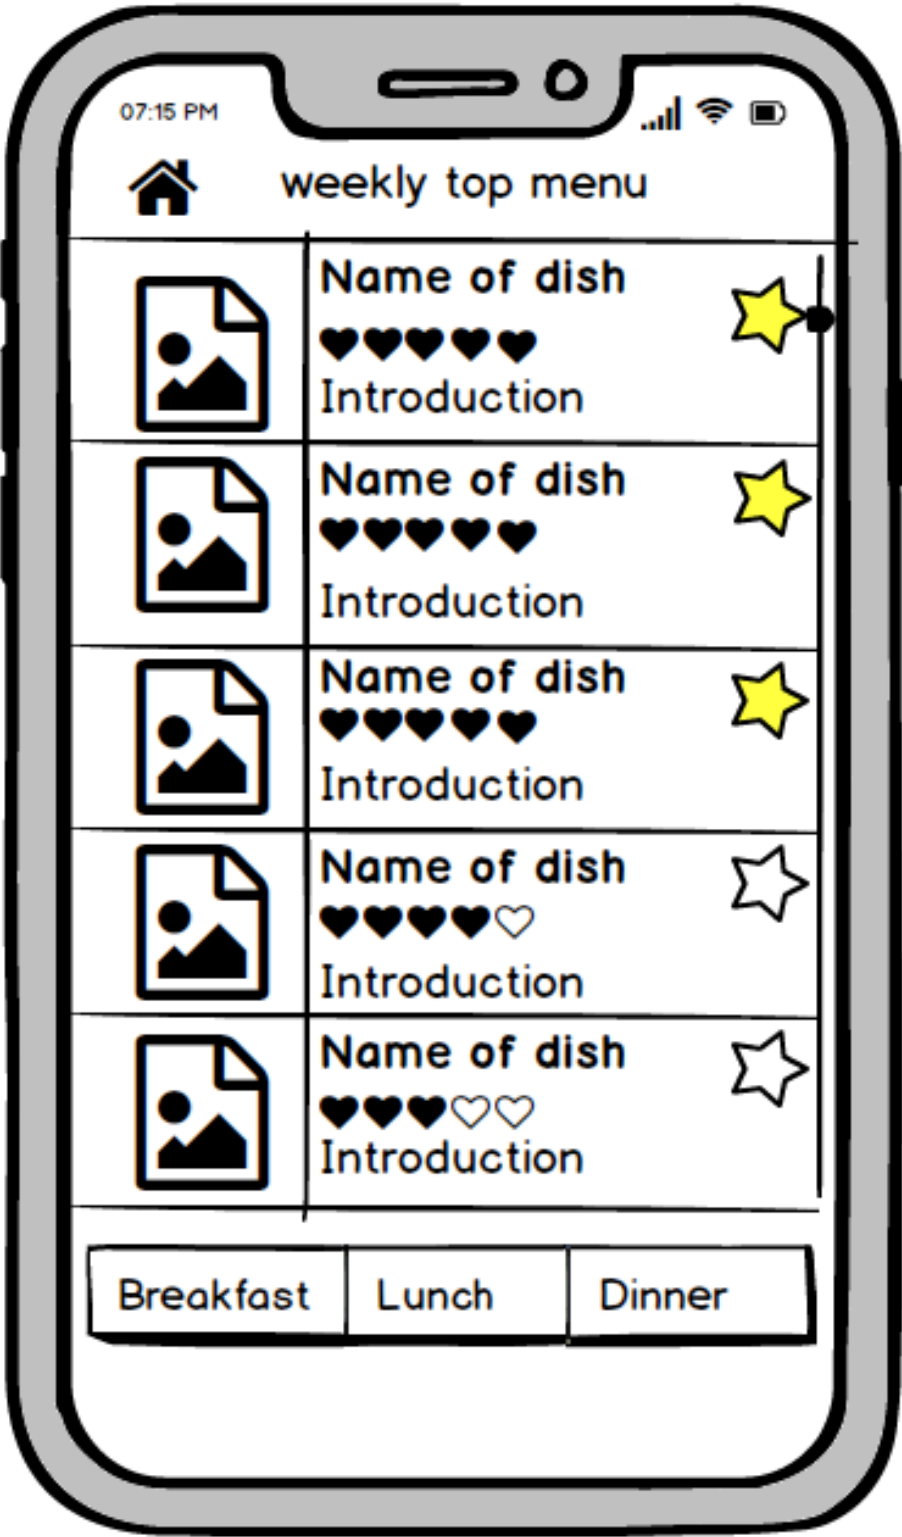 07:15 PM
weekly top menu
Name of dish
Introduction
Name of dish
Introduction
Name of dish
Introduction
Name of dish
Introduction
Name of dish
Introduction
Breakfast Lunch Dinner